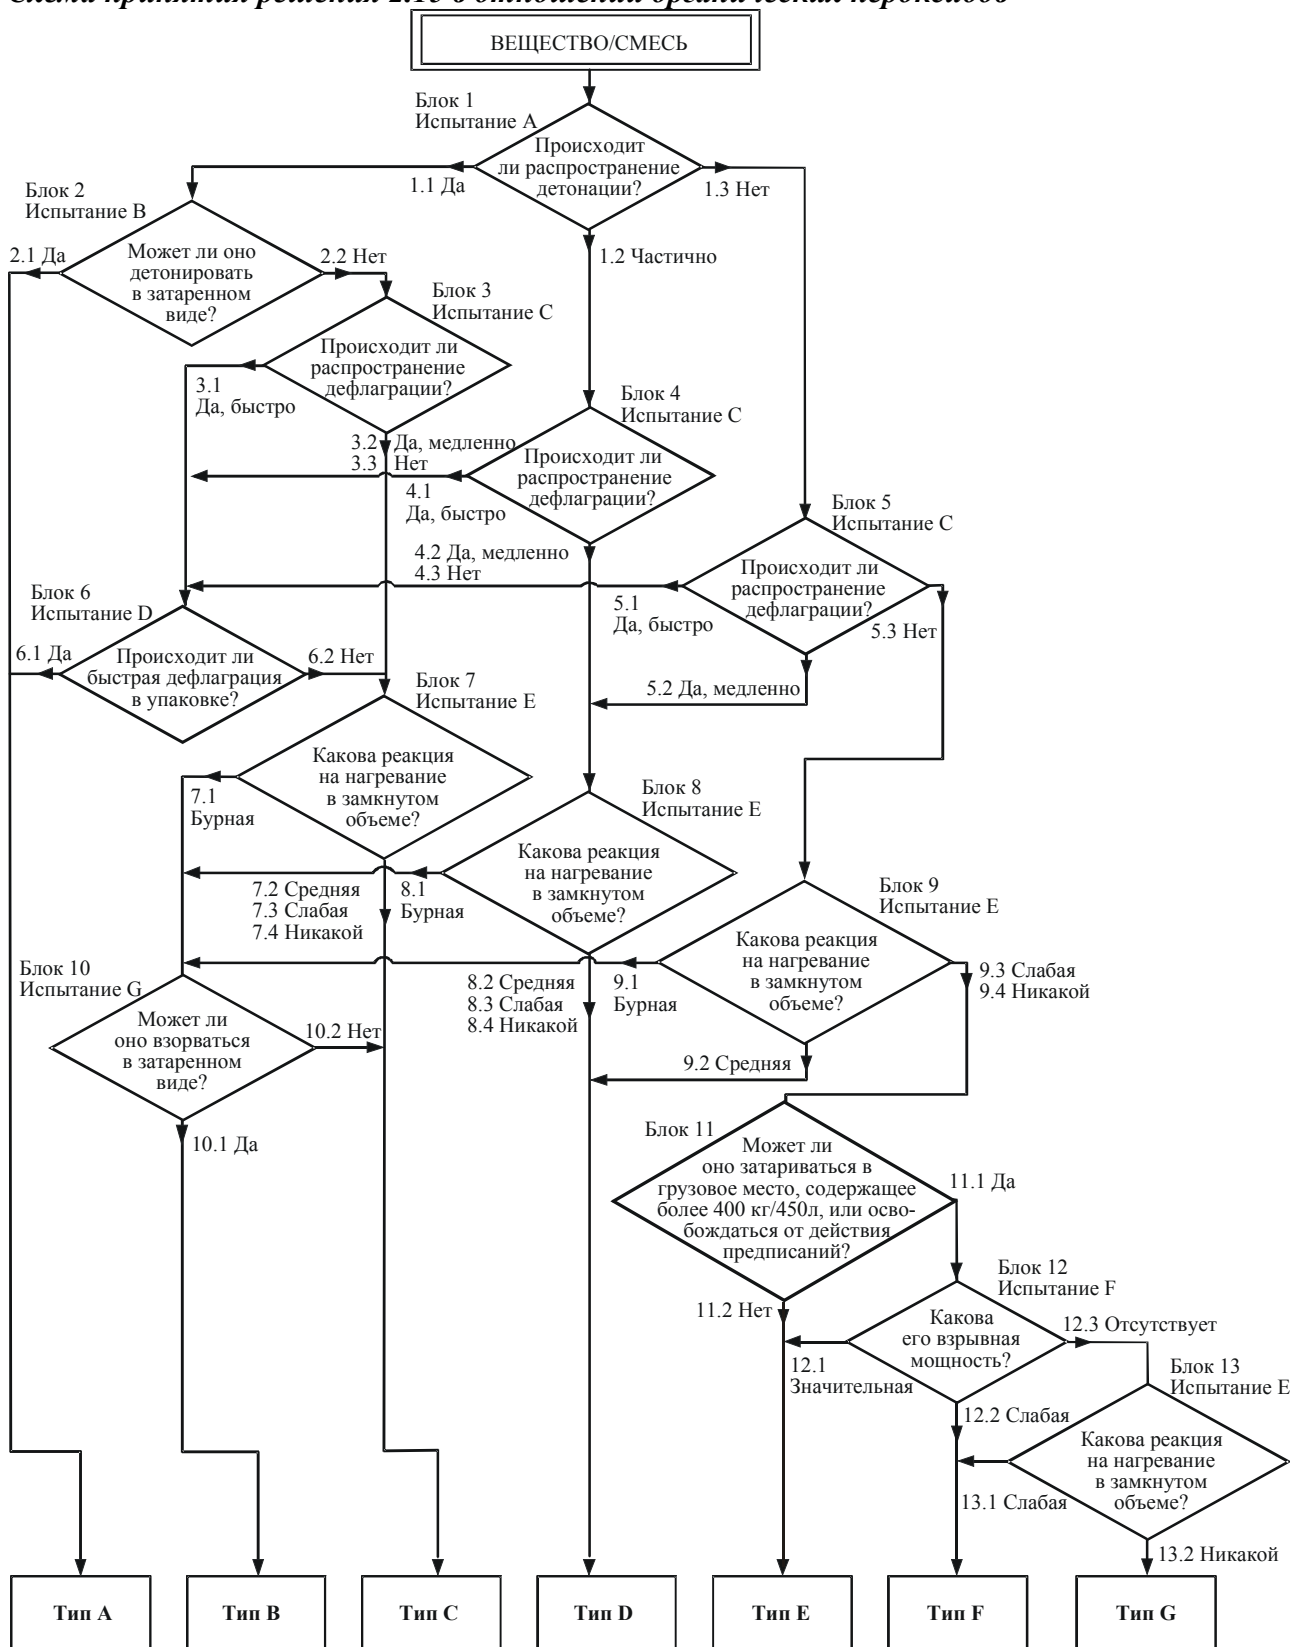 Схема принятия решения 2.15 в отношении органических пероксидов
ВЕЩЕСТВО/СМЕСЬ
Блок 1
Испытание A
Происходит
ли распространение
детонации?
1.1 Да
1.3 Нет
1.2 Частично
Блок 2
Испытание B
2.1 Да
Может ли оно
детонировать
в затаренном
виде?
2.2 Нет
Блок 3
Испытание C
Происходит ли
распространение
дефлаграции?
3.1
Да, быстро
3.2 Да, медленно
3.3 Нет
Блок 4
Испытание C
Происходит ли
распространение
дефлаграции?
4.1
Да, быстро
4.2 Да, медленно
4.3 Нет
Блок 5
Испытание C
Происходит ли
распространение
дефлаграции?
5.1
Да, быстро
5.3 Нет
5.2 Да, медленно
Блок 6
Испытание D
6.1 Да
Происходит ли
быстрая дефлаграция
в упаковке?
6.2 Нет
Блок 7
Испытание E
Какова реакция
на нагревание
в замкнутом
объеме?
7.1
Бурная
7.2 Средняя
7.3 Слабая
7.4 Никакой
Блок 8
Испытание E
Какова реакция
на нагревание
в замкнутом
объеме?
8.1
Бурная
8.2 Средняя
8.3 Слабая
8.4 Никакой
Блок 9
Испытание E
Какова реакция
на нагревание
в замкнутом
объеме?
9.1
Бурная
9.3 Слабая
9.4 Никакой
9.2 Средняя
Блок 10
Испытание G
Может ли
оно взорваться
в затаренном
виде?
10.2 Нет
10.1 Да
Блок 11
Может ли
оно затариваться в
грузовое место, содержащее
более 400 кг/450л, или осво-
бождаться от действия
предписаний?
11.1 Да
11.2 Нет
Блок 12
Испытание F
Какова
его взрывная
мощность?
12.3 Отсутствует
12.1
Значительная
12.2 Слабая
Блок 13
Испытание E
Какова реакция
на нагревание
в замкнутом
объеме?
13.1 Слабая
13.2 Никакой
Тип A
Тип B
Тип C
Тип D
Тип E
Тип F
Тип G